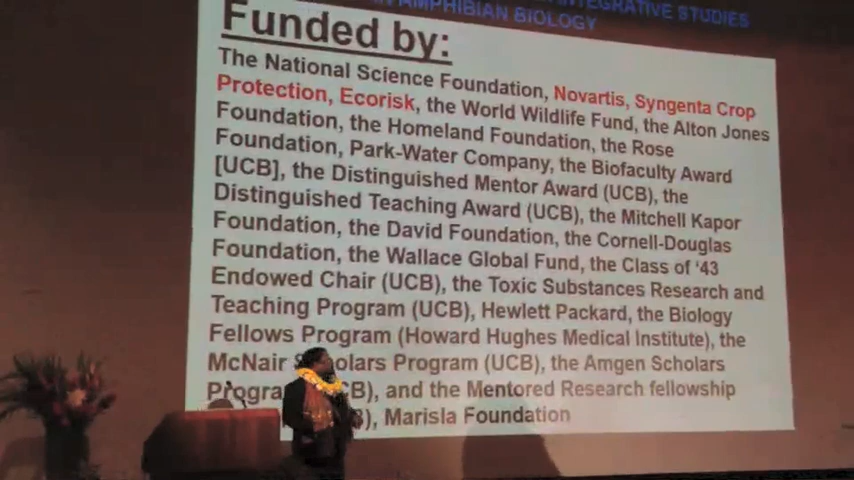 INTEGRATIVE STUDIES
AMPHIBIAN BIOLOGY
Funded by:
The National Science Foundation, Novartis, Syngenta Crop
Protection, Ecorisk, the World Wildlife Fund, the Alton Jones
Foundation, the Homeland Foundation, the Rose
Foundation, Park-Water Company, the Biofaculty Award
[UCB], the Distinguished Mentor Award (UCB), the
Distinguished Teaching Award (UCB), the Mitchell Kapor
Foundation, the David Foundation, the Cornell-Douglas
Foundation, the Wallace Global Fund, the Class of '43
Endowed Chair (UCB), the Toxic Substances Research and
Teaching Program (UCB), Hewlett Packard, the Biology
Fellows Program (Howard Hughes Medical Institute), the
McNair Scholars Program (UCB), the Amgen Scholars
Program CB), and the Mentored Research fellowship
), Marisla Foundation